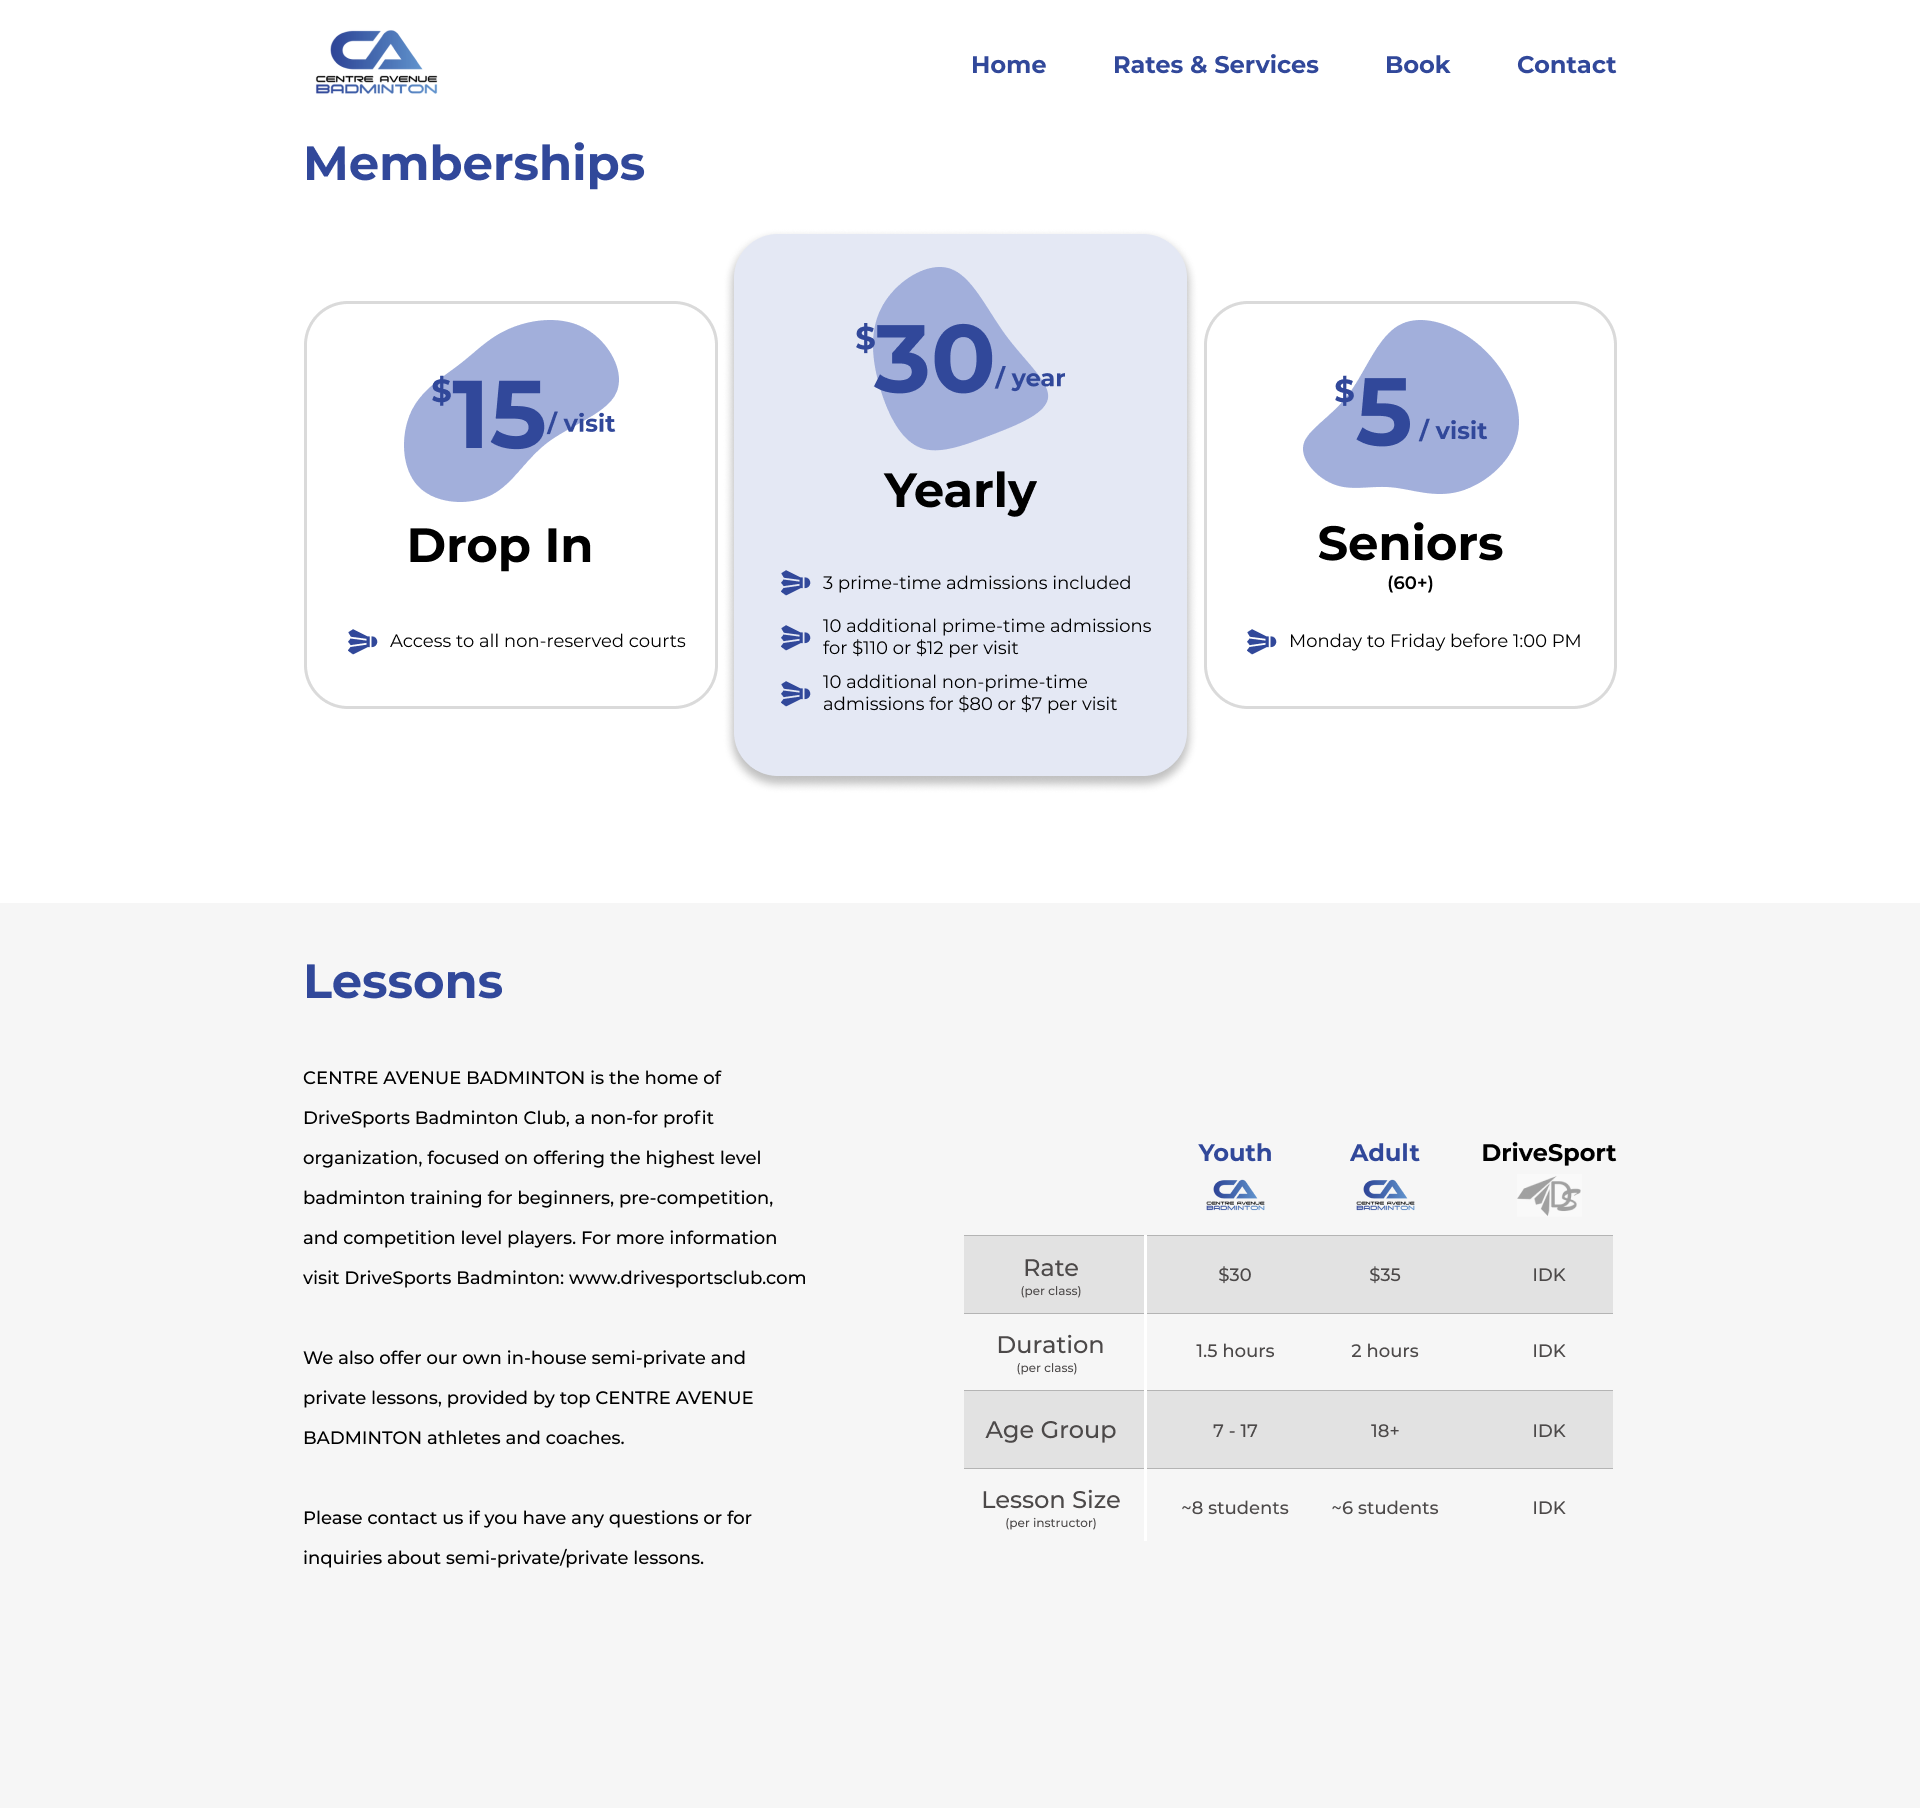 CENTRE AVENUE
BADMINTON
Home Rates & Services Book Contact
Memberships
$15/ visit
Drop In
Access to all non-reserved courts
$30/ year
Yearly
3 prime-time admissions included
10 additional prime-time admissions
for $110 or $12 per visit
10 additional non-prime-time
admissions for $80 or $7 per visit
$5 / visit
Seniors
(60+)
Monday to Friday before 1:00 PM
Lessons
CENTRE AVENUE BADMINTON is the home of
DriveSports Badminton Club, a non-for profit
organization, focused on offering the highest level
badminton training for beginners, pre-competition,
and competition level players. For more information
visit DriveSports Badminton: www.drivesportsclub.com
We also offer our own in-house semi-private and
private lessons, provided by top CENTRE AVENUE
BADMINTON athletes and coaches.
Please contact us if you have any questions or for
inquiries about semi-private/private lessons.
Youth Adult DriveSport
CENTRE AVENUE
BADMINTON
CENTRE AVENUE
BADMINTON
DS
Rate
(per class)
$30 $35 IDK
Duration
(per class)
1.5 hours 2 hours IDK
Age Group 7 - 17 18+ IDK
Lesson Size
(per instructor)
~8 students ~6 students IDK